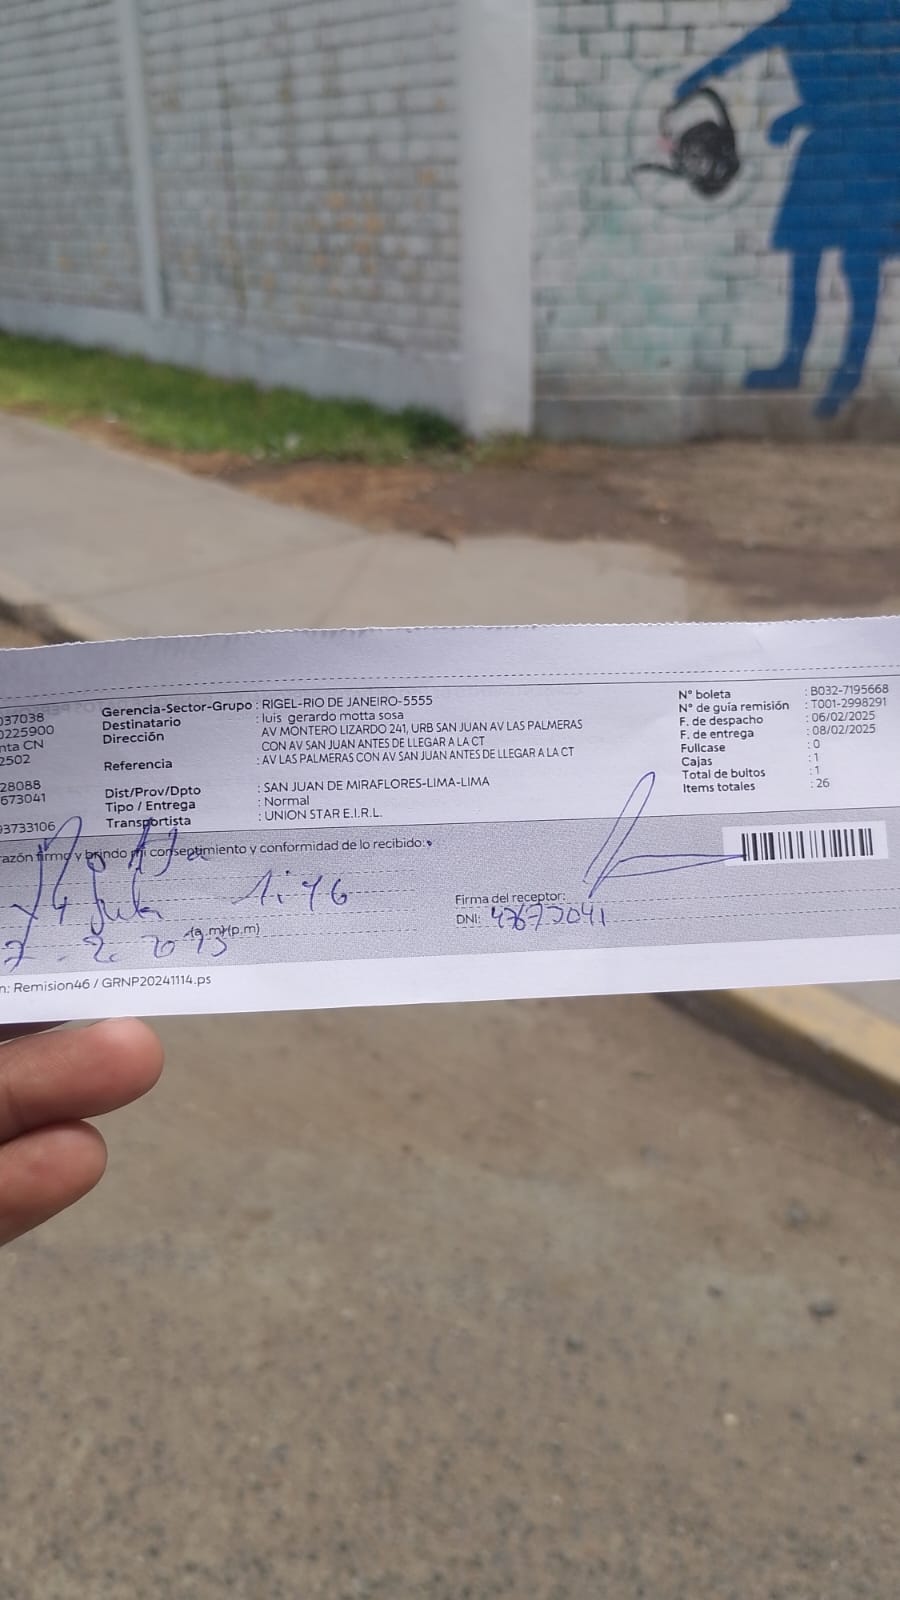 037038
0225900
nta CN
2502
28088
673041
93733106
Gerencia-Sector-Grupo : RIGEL-RIO DE JANEIRO-5555
Destinatario : luis gerardo motta sosa
Dirección : AV MONTERO LIZARDO 241, URB SAN JUAN AV LAS PALMERAS
CON AV SAN JUAN ANTES DE LLEGAR A LA CT
Referencia : AV LAS PALMERAS CON AV SAN JUAN ANTES DE LLEGAR A LA CT
Dist/Prov/Dpto : SAN JUAN DE MIRAFLORES-LIMA-LIMA
Tipo / Entrega : Normal
Transportista : UNION STAR E.I.R.L.
N° boleta : B032-7195668
N° de guía remisión : T001-2998291
F. de despacho : 06/02/2025
F. de entrega : 08/02/2025
Fullcase : 0
Cajas : 1
Total de bultos : 1
Items totales : 26
razón firmo y brindo mi consentimiento y conformidad de lo recibido:
(a.m)(p.m)
Firma del receptor:
DNI:
n: Remision46 / GRNP20241114.ps